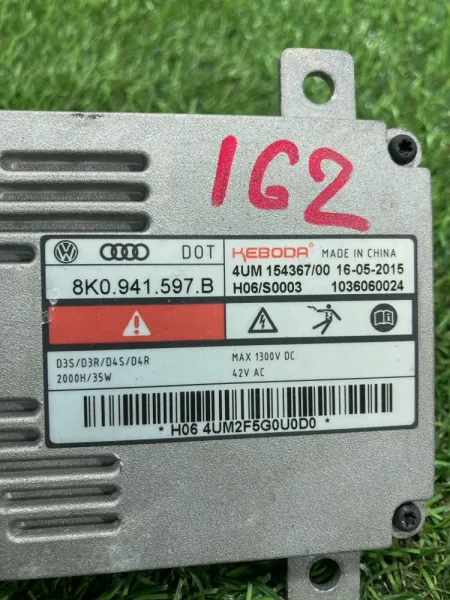 162
DOT
8K0.941.597.B
KEBODA MADE IN CHINA
4UM 154367/00 16-05-2015
H06/S0003 1036060024
D3S/D3R/D4S/D4R
2000H/35W
MAX 1300V DC
42V AC
* H06 4UM2F5G0U0D0 *